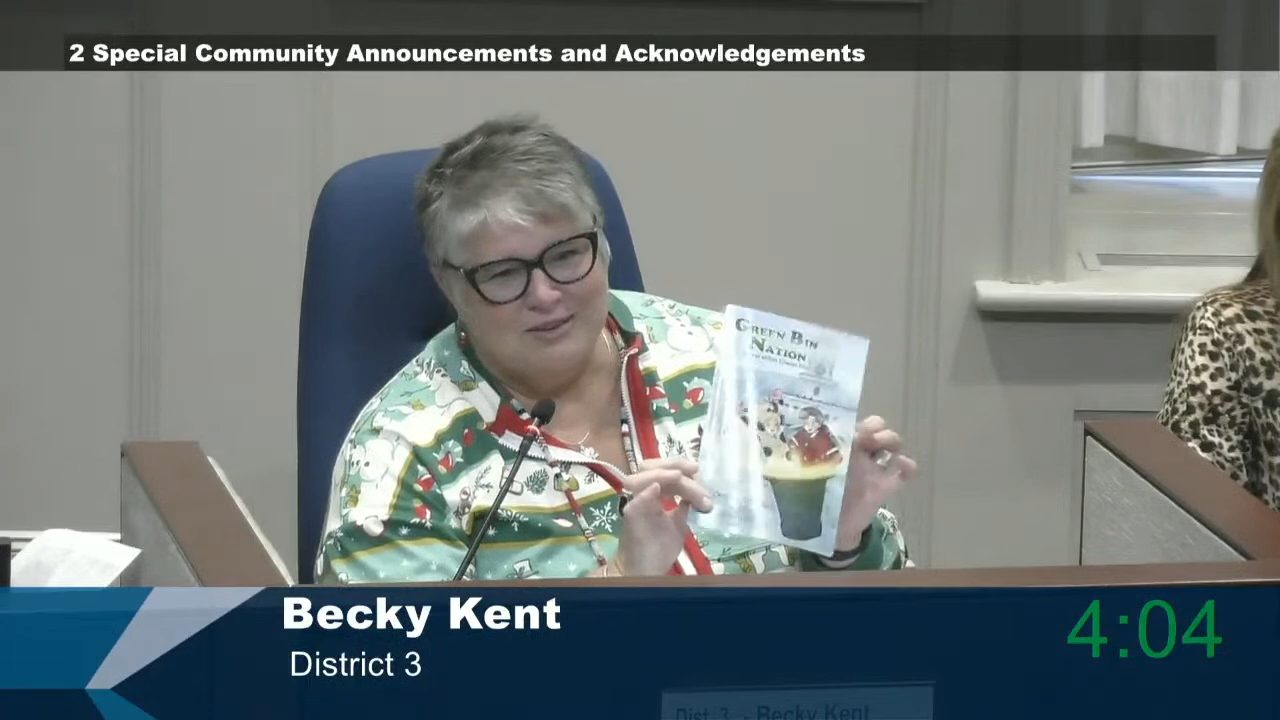 2 Special Community Announcements and Acknowledgements
Green Bin
Nation
Becky Kent
4:04
District 3
Dist. 3 - Becky Kent